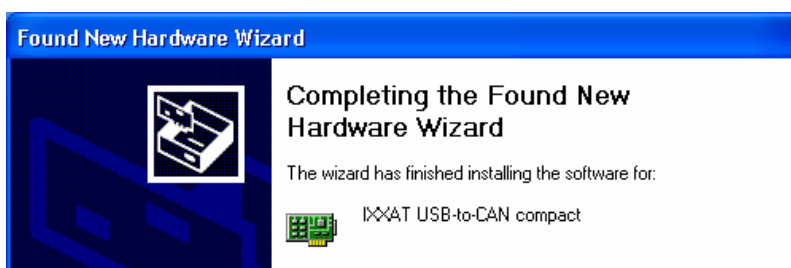 Found New Hardware Wizard
Completing the Found New
Hardware Wizard
The wizard has finished installing the software for:
IXXAT USB-to-CAN compact